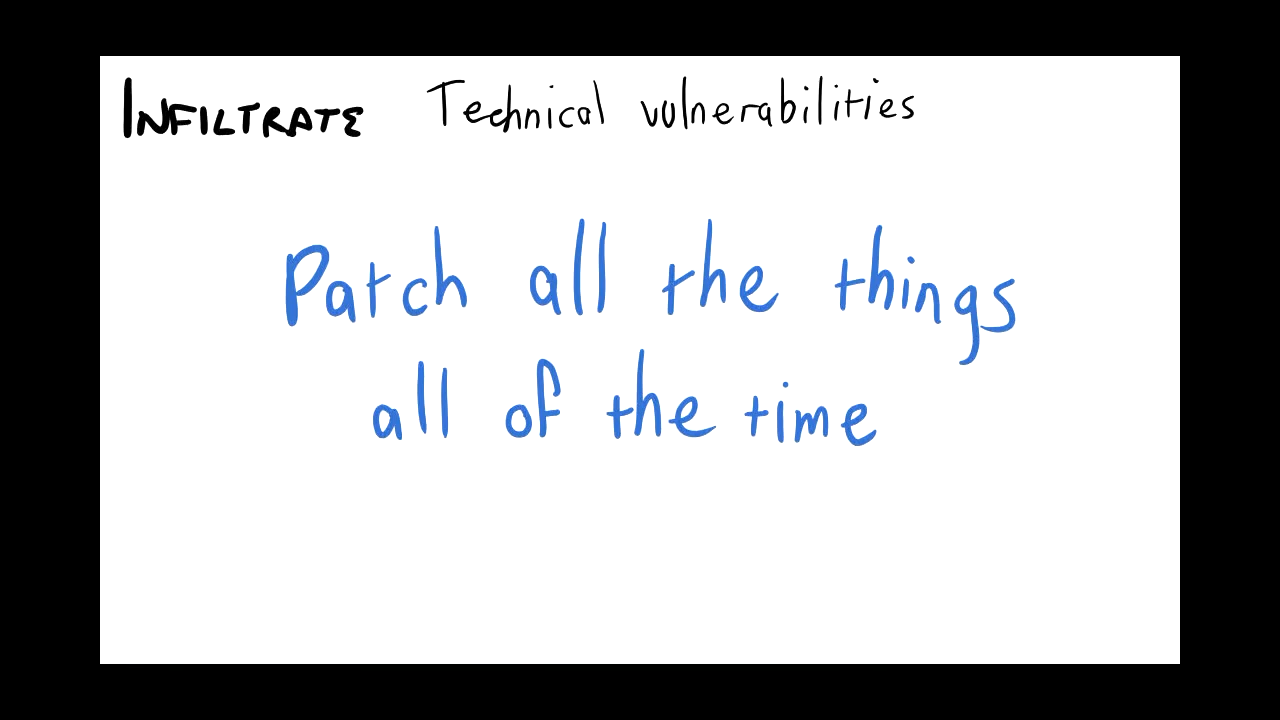 INFILTRATE Technical vulnerabilities
Patch all the things
all of the time